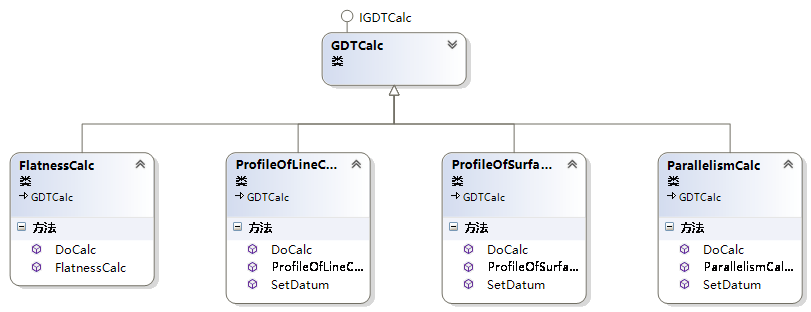 IGDTCalc
GDTCalc
类
FlatnessCalc
类
GDTCalc
方法
DoCalc
FlatnessCalc
ProfileOfLineC...
类
GDTCalc
方法
DoCalc
ProfileOfLineC...
SetDatum
ProfileOfSurfa...
类
GDTCalc
方法
DoCalc
ProfileOfSurfa...
SetDatum
ParallelismCalc
类
GDTCalc
方法
DoCalc
ParallelismCal...
SetDatum